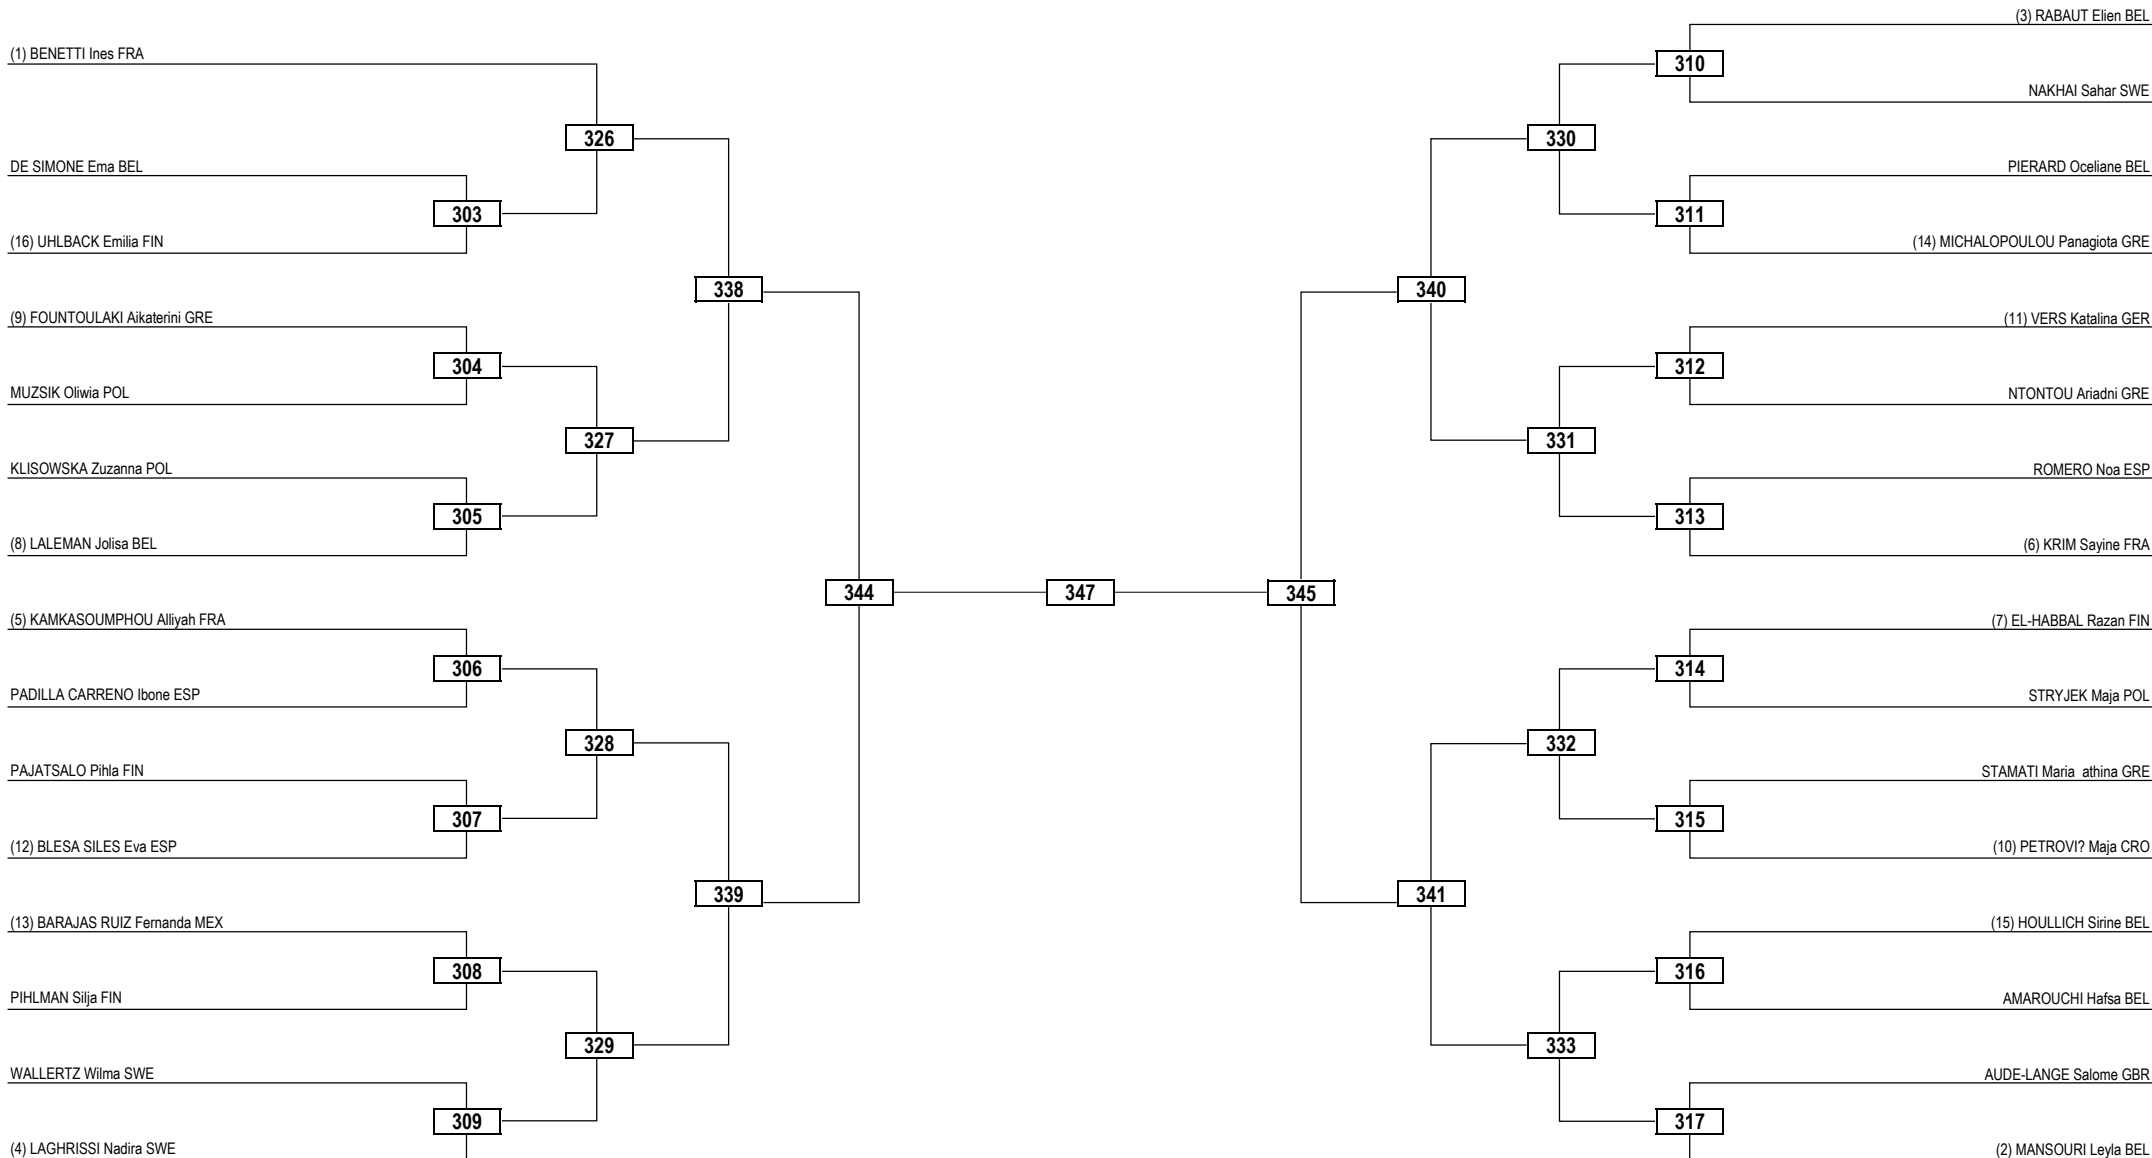 (3) RABAUT Elien BEL
(1) BENETTI Ines FRA
310
NAKHAI Sahar SWE
326
330
DE SIMONE Ema BEL
PIERARD Oceliane BEL
303
311
(16) UHLBACK Emilia FIN
(14) MICHALOPOULOU Panagiota GRE
338
340
(9) FOUNTOULAKI Aikaterini GRE
(11) VERS Katalina GER
304
312
MUZSIK Oliwia POL
NTONTOU Ariadni GRE
327
331
KLISOWSKA Zuzanna POL
ROMERO Noa ESP
305
313
(8) LALEMAN Jolisa BEL
(6) KRIM Sayine FRA
344
347
345
(5) KAMKASOUMPHOU Alliyah FRA
(7) EL-HABBAL Razan FIN
306
314
PADILLA CARRENO Ibone ESP
STRYJEK Maja POL
328
332
PAJATSALO Pihla FIN
STAMATI Maria athina GRE
307
315
(12) BLESA SILES Eva ESP
(10) PETROVI? Maja CRO
339
341
(13) BARAJAS RUIZ Fernanda MEX
(15) HOULLICH Sirine BEL
308
316
PIHLMAN Silja FIN
AMAROUCHI Hafsa BEL
329
333
WALLERTZ Wilma SWE
AUDE-LANGE Salome GBR
309
317
(4) LAGHRISSI Nadira SWE
(2) MANSOURI Leyla BEL